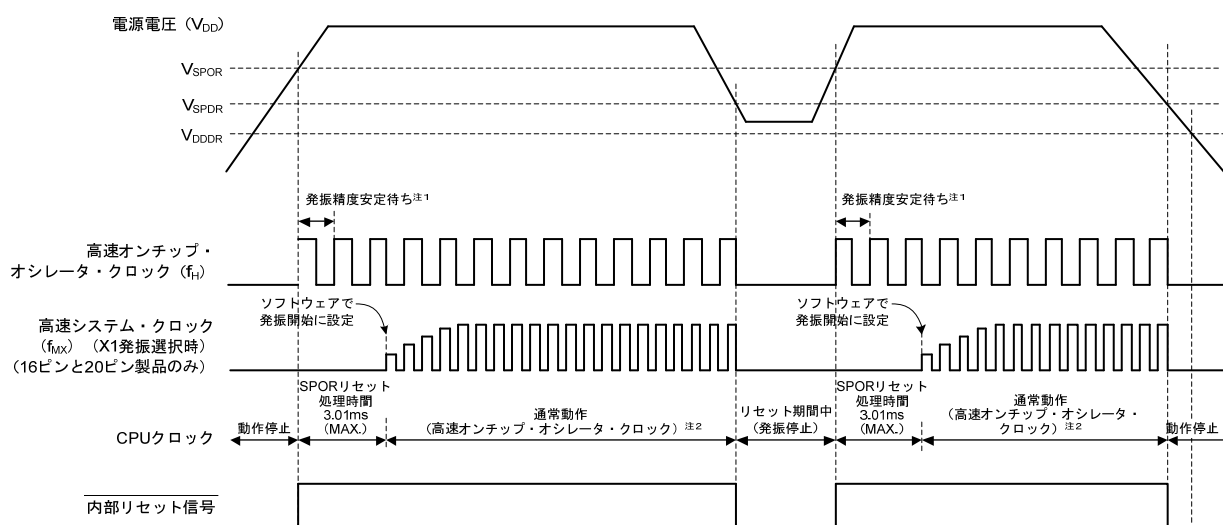 電源電圧（VDD）
VSPOR
VSPDR
VDDDR
発振精度安定待ち注1
発振精度安定待ち注1
高速オンチップ・
オシレータ・クロック（fIH）
ソフトウェアで
発振開始に設定
ソフトウェアで
発振開始に設定
高速システム・クロック
（fMX）（X1発振選択時）
（16ピンと20ピン製品のみ）
SPORリセット
処理時間
3.01ms
（MAX.）
通常動作
（高速オンチップ・オシレータ・クロック）注2
リセット期間中
（発振停止）
SPORリセット
処理時間
3.01ms
（MAX.）
通常動作
（高速オンチップ・オシレータ・
クロック）注2
CPUクロック
動作停止
動作停止
内部リセット信号